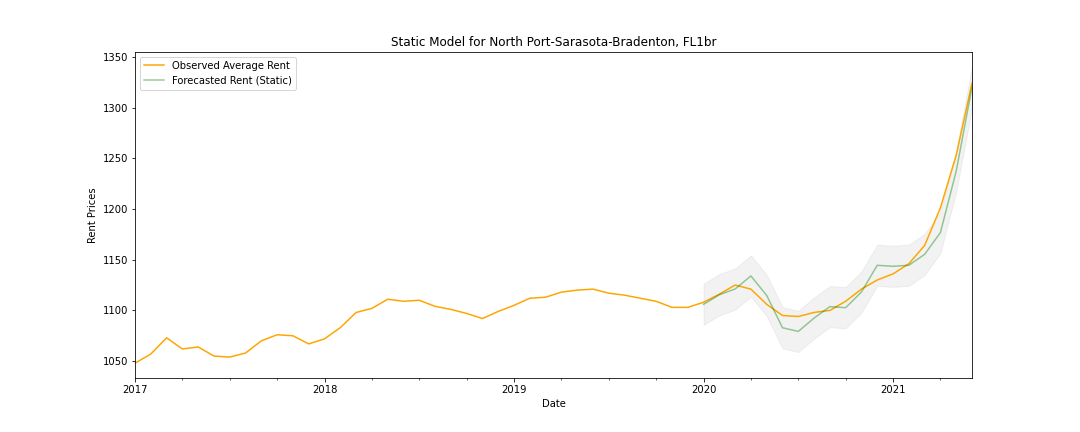 Static Model for North Port-Sarasota-Bradenton, FL1br
Observed Average Rent
Forecasted Rent (Static)
1350
1300
1250
1200
1150
1100
1050
Rent Prices
2017
2018
2019
2020
2021
Date